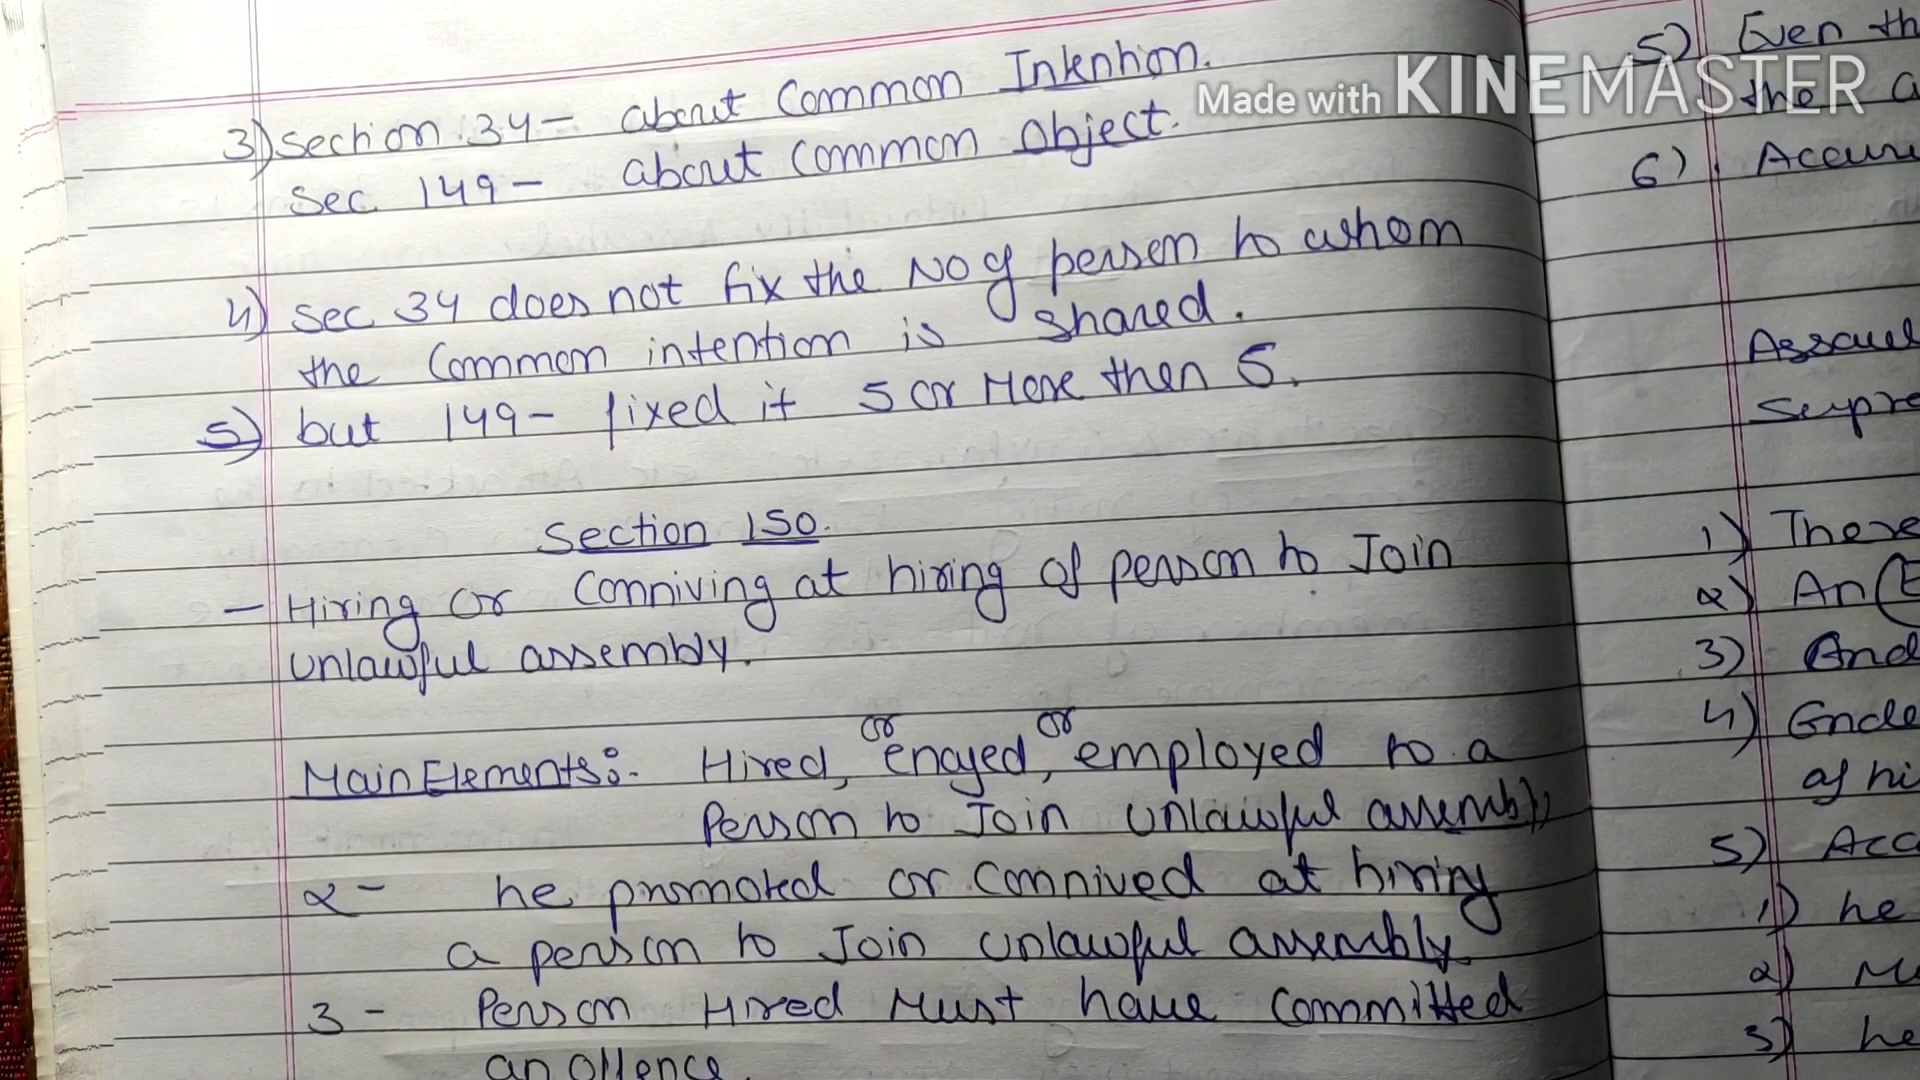 3) Section 34 - about Common Intention.
Sec. 149 - about Common Object.
4) Sec 34 does not fix the No of person to whom
the Common intention is shared.
5) but 149 - fixed it 5 or More then 5.
Section 150.
- Hiring or Conniving at hiring of person to Join
unlawful assembly.
Main Elements:- Hired, or engaed, or employed to a
Person to Join unlawful assembly
2 - he promoted or connived at hiring
a person to Join unlawful assembly
3 - Person Hired Must have committed
an offence.
Made with KINEMASTER
5) Even th
the a
6)
1) There
2) An
3) And
4)
of hi
5) Acc
1) he
2) M
3) he